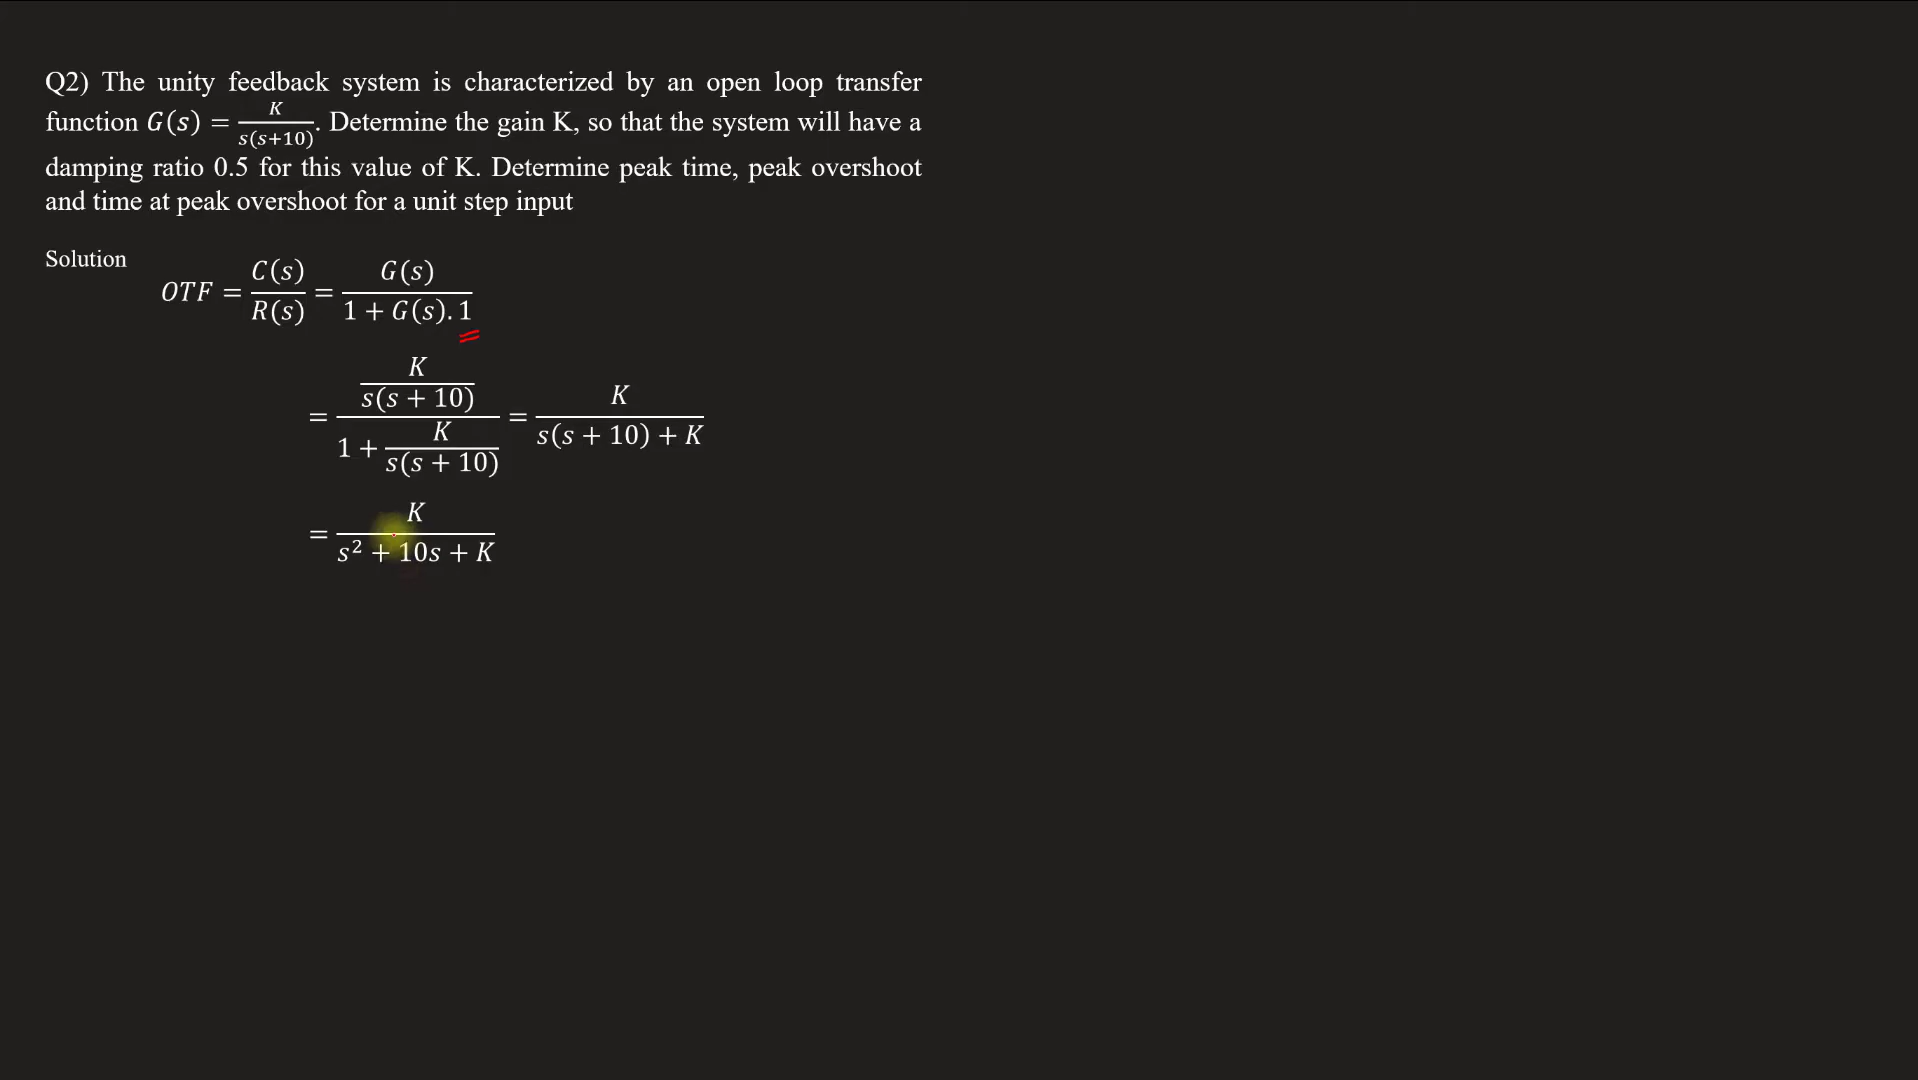 Q2) The unity feedback system is characterized by an open loop transfer
function G(s) = K/(s(s+10)). Determine the gain K, so that the system will have a
damping ratio 0.5 for this value of K. Determine peak time, peak overshoot
and time at peak overshoot for a unit step input
Solution
OTF = C(s)/R(s) = G(s)/(1 + G(s).1)
= (K/(s(s + 10)))/(1 + K/(s(s + 10))) = K/(s(s + 10) + K)
= K/(s² + 10s + K)